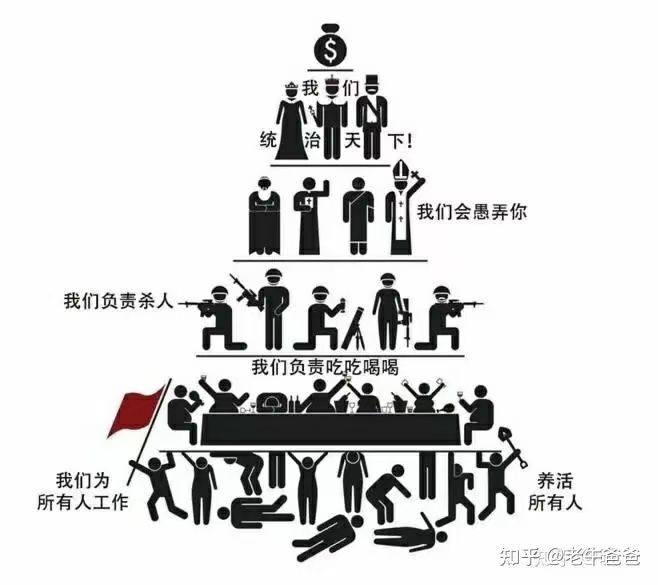 $
我们
统治天下!
我们会愚弄你
我们负责杀人
我们负责吃吃喝喝
我们为
所有人工作
养活
所有人
知乎 @老牛爸爸